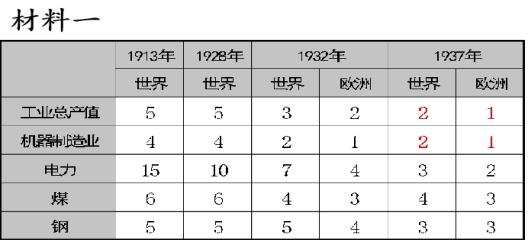 材料一
1913年 1928年 1932年 1937年
世界 世界 世界 欧洲 世界 欧洲
工业总产值 5 5 3 2 2 1
机器制造业 4 4 2 1 2 1
电力 15 10 7 4 3 2
煤 6 6 4 3 4 3
钢 5 5 5 4 3 3